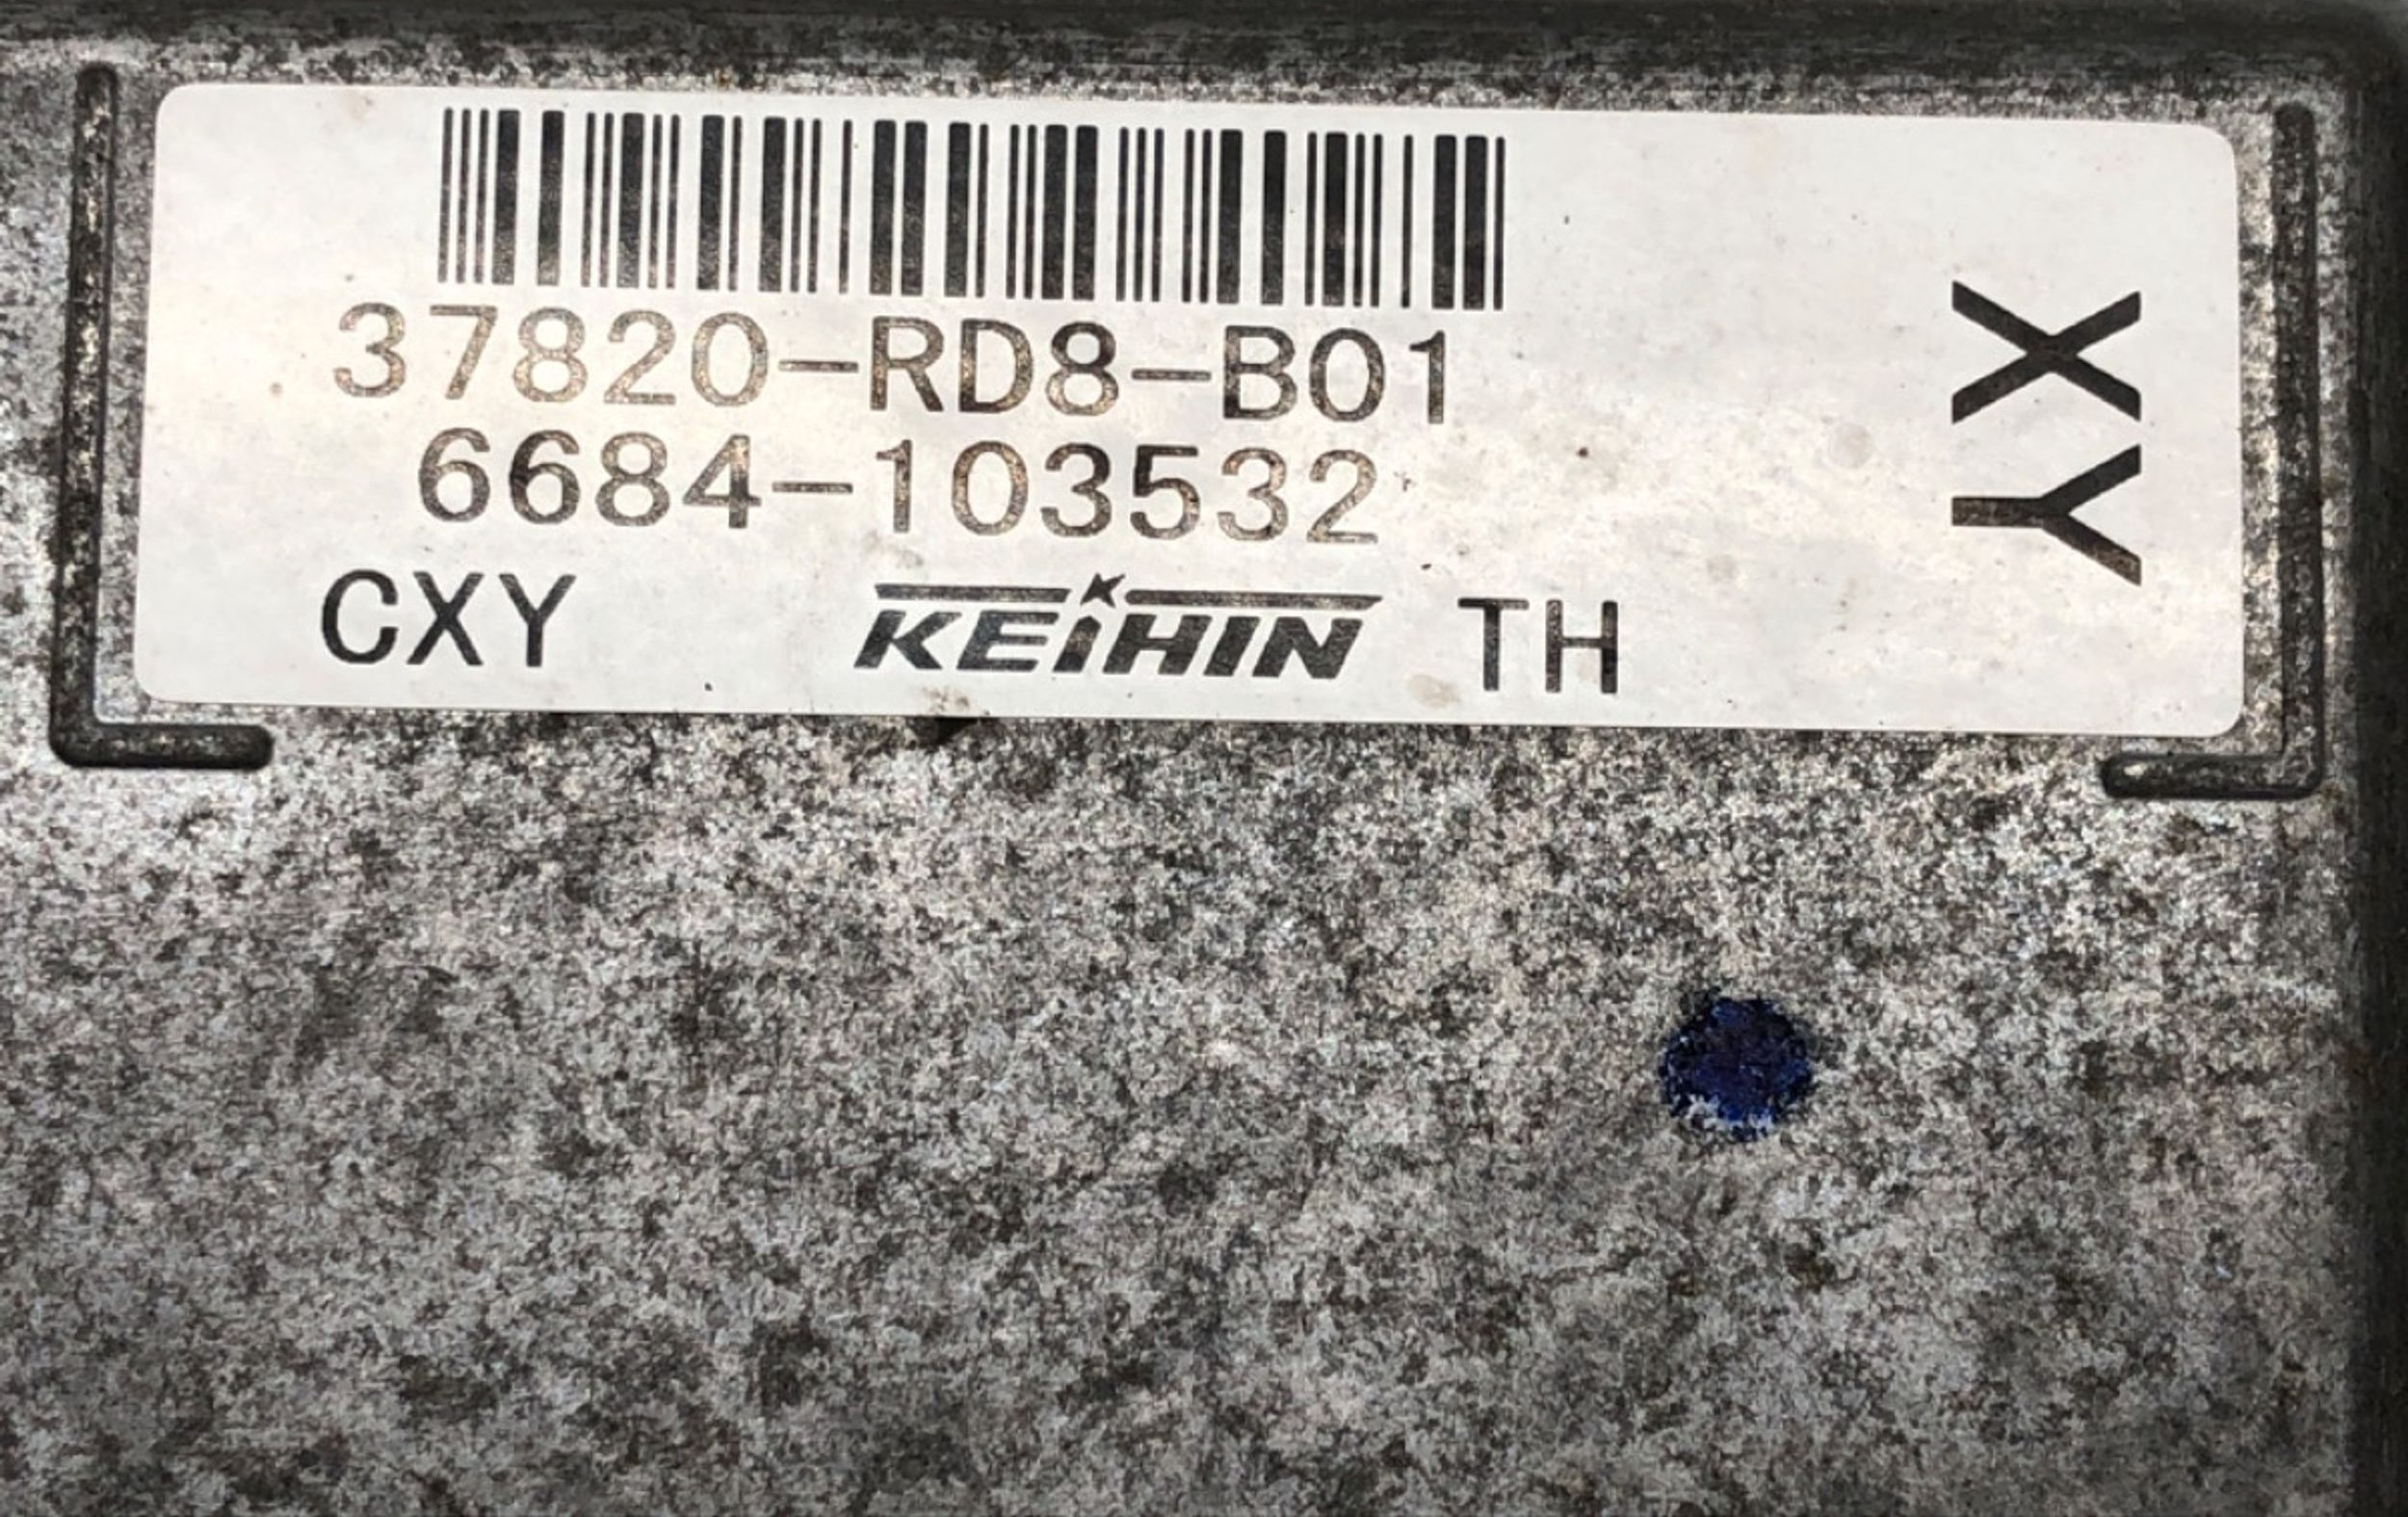 37820-RD8-B01
6684-103532
CXY KEIHIN TH
XY